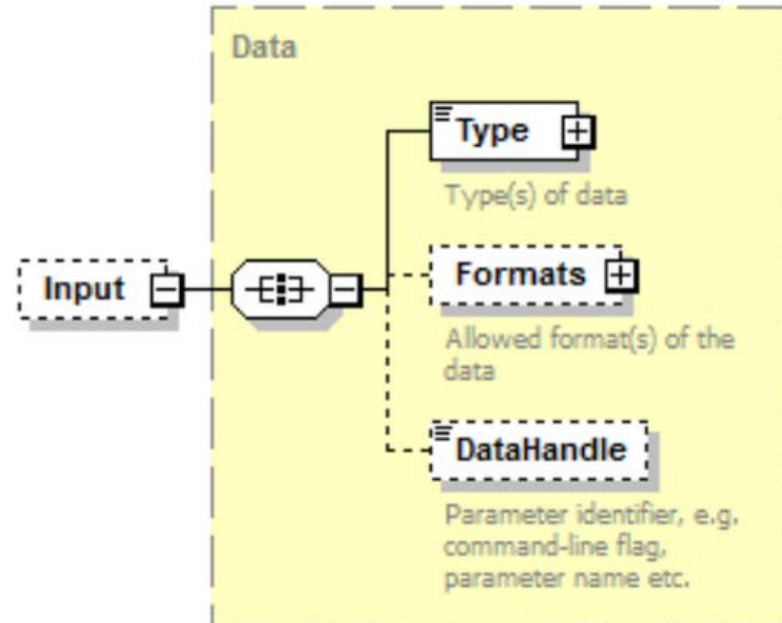 Data
Type
Type(s) of data
Input
Formats
Allowed format(s) of the
data
DataHandle
Parameter identifier, e.g.
command-line flag,
parameter name etc.